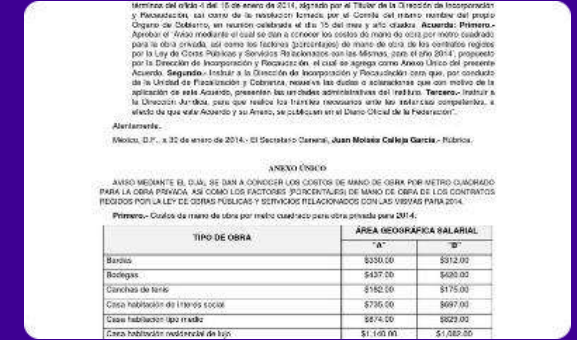 términos del oficio 4 del 16 de enero de 2014, signado por el Titular de la Dirección de Incorporación
y Recaudación, así como de la resolución tomada por el Comité del mismo nombre del propio
Órgano de Gobierno, en reunión celebrada el día 15 del mes y año citados. Acuerda: Primero.-
Aprobar el "Aviso mediante el cual se dan a conocer los costos de mano de obra por metro cuadrado
para la obra privada, así como los factores (porcentajes) de mano de obra de los contratos regidos
por la Ley de Obras Públicas y Servicios Relacionados con las Mismas, para el año 2014", propuesto
por la Dirección de Incorporación y Recaudación, el cual se agrega como Anexo Único del presente
Acuerdo. Segundo.- Instruir a la Dirección de Incorporación y Recaudación para que, por conducto
de la Unidad de Fiscalización y Cobranza, resuelva las dudas o aclaraciones que con motivo de la
aplicación de este Acuerdo, presenten las unidades administrativas del Instituto. Tercero.- Instruir a
la Dirección Jurídica, para que realice los trámites necesarios ante las instancias competentes, a
efecto de que este Acuerdo y su Anexo, se publiquen en el Diario Oficial de la Federación".
Atentamente.
México, D.F., a 30 de enero de 2014.- El Secretario General, Juan Moisés Calleja García.- Rúbrica.
ANEXO ÚNICO
AVISO MEDIANTE EL CUAL SE DAN A CONOCER LOS COSTOS DE MANO DE OBRA POR METRO CUADRADO
PARA LA OBRA PRIVADA, ASÍ COMO LOS FACTORES (PORCENTAJES) DE MANO DE OBRA DE LOS CONTRATOS
REGIDOS POR LA LEY DE OBRAS PÚBLICAS Y SERVICIOS RELACIONADOS CON LAS MISMAS PARA 2014.
Primero.- Costos de mano de obra por metro cuadrado para obra privada para 2014:
TIPO DE OBRA ÁREA GEOGRÁFICA SALARIAL
"A" "B"
Bardas $330.00 $312.00
Bodegas $437.00 $420.00
Canchas de tenis $182.00 $175.00
Casa habitación de interés social $735.00 $697.00
Casa habitación tipo medio $874.00 $829.00
Casa habitación residencial de lujo $1,140.00 $1,082.00